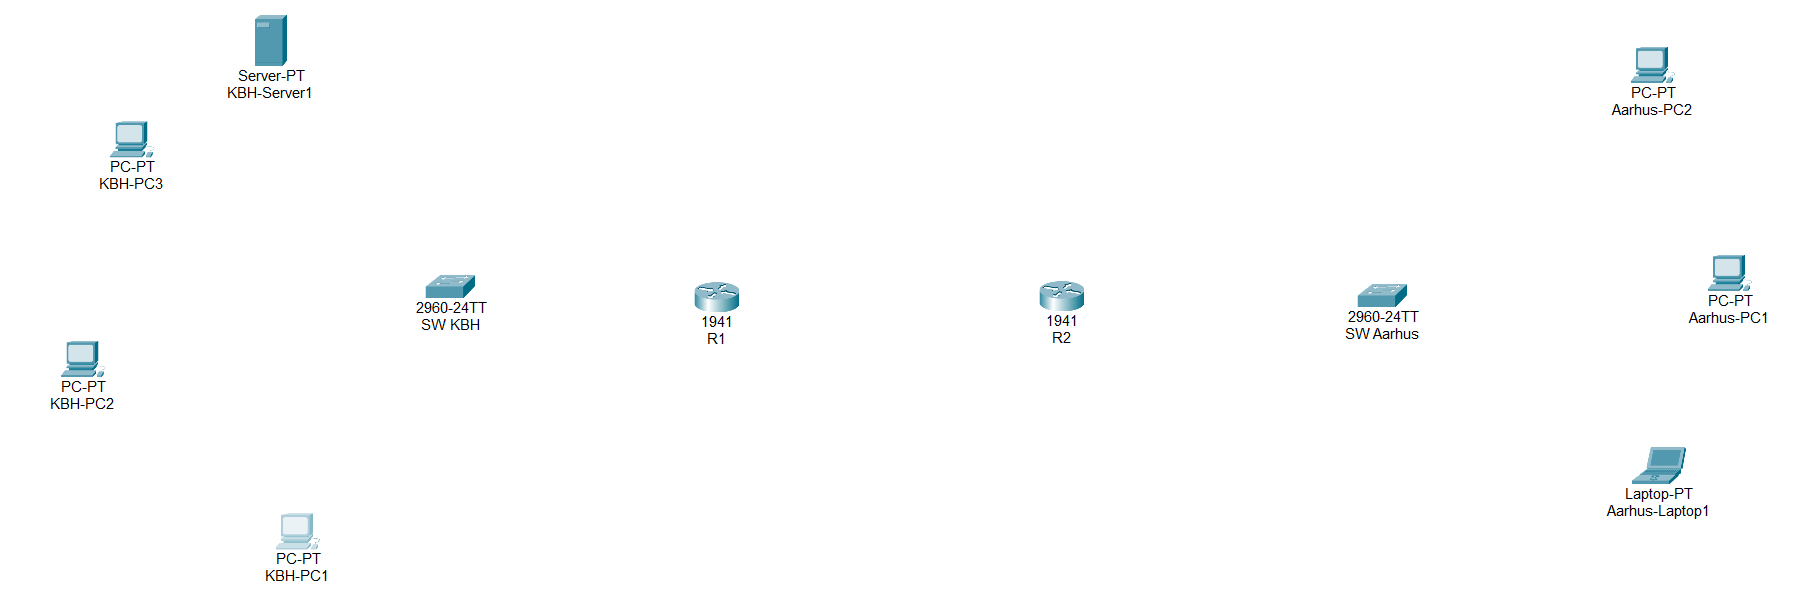 Server-PT
KBH-Server1
PC-PT
Aarhus-PC2
PC-PT
KBH-PC3
2960-24TT
SW KBH
1941
R1
1941
R2
2960-24TT
SW Aarhus
PC-PT
Aarhus-PC1
PC-PT
KBH-PC2
Laptop-PT
Aarhus-Laptop1
PC-PT
KBH-PC1